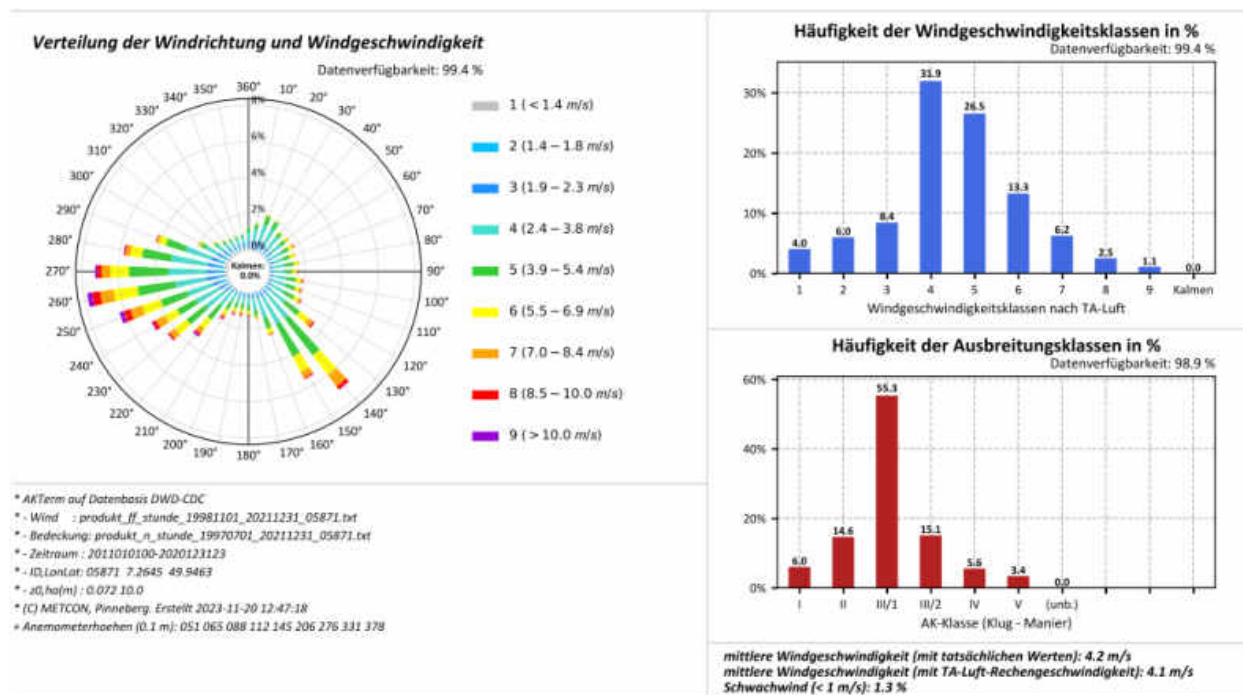 Verteilung der Windrichtung und Windgeschwindigkeit
Datenverfügbarkeit: 99.4 %
360°
10°
20°
30°
40°
50°
60°
70°
80°
90°
100°
110°
120°
130°
140°
150°
160°
170°
180°
190°
200°
210°
220°
230°
240°
250°
260°
270°
280°
290°
300°
310°
320°
330°
340°
350°
8%
6%
4%
2%
0%
Kalmen:
0.0%
1 (< 1.4 m/s)
2 (1.4 – 1.8 m/s)
3 (1.9 – 2.3 m/s)
4 (2.4 – 3.8 m/s)
5 (3.9 – 5.4 m/s)
6 (5.5 – 6.9 m/s)
7 (7.0 – 8.4 m/s)
8 (8.5 – 10.0 m/s)
9 (> 10.0 m/s)
* AKTerm auf Datenbasis DWD-CDC
* - Wind : produkt_ff_stunde_19981101_20211231_05871.txt
* - Bedeckung: produkt_n_stunde_19970701_20211231_05871.txt
* - Zeitraum : 2011010100-2020123123
* - ID,LonLat: 05871 7.2645 49.9463
* - z0,ha(m) : 0.072 10.0
* (C) METCON, Pinneberg. Erstellt 2023-11-20 12:47:18
+ Anemometerhoehen (0.1 m): 051 065 088 112 145 206 276 331 378
Häufigkeit der Windgeschwindigkeitsklassen in %
Datenverfügbarkeit: 99.4 %
30%
20%
10%
0%
4.0
6.0
8.4
31.9
26.5
13.3
6.2
2.5
1.1
0.0
1 2 3 4 5 6 7 8 9 Kalmen
Windgeschwindigkeitsklassen nach TA-Luft
Häufigkeit der Ausbreitungsklassen in %
Datenverfügbarkeit: 98.9 %
60%
40%
20%
0%
6.0
14.6
55.3
15.1
5.6
3.4
0.0
I II III/1 III/2 IV V (unb.)
AK-Klasse (Klug - Manier)
mittlere Windgeschwindigkeit (mit tatsächlichen Werten): 4.2 m/s
mittlere Windgeschwindigkeit (mit TA-Luft-Rechengeschwindigkeit): 4.1 m/s
Schwachwind (< 1 m/s): 1.3 %